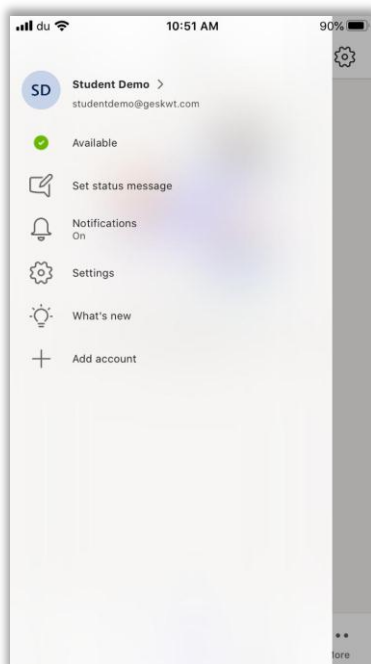 du 10:51 AM 90%
SD
Student Demo >
studentdemo@geskwt.com
Available
Set status message
Notifications
On
Settings
What's new
Add account